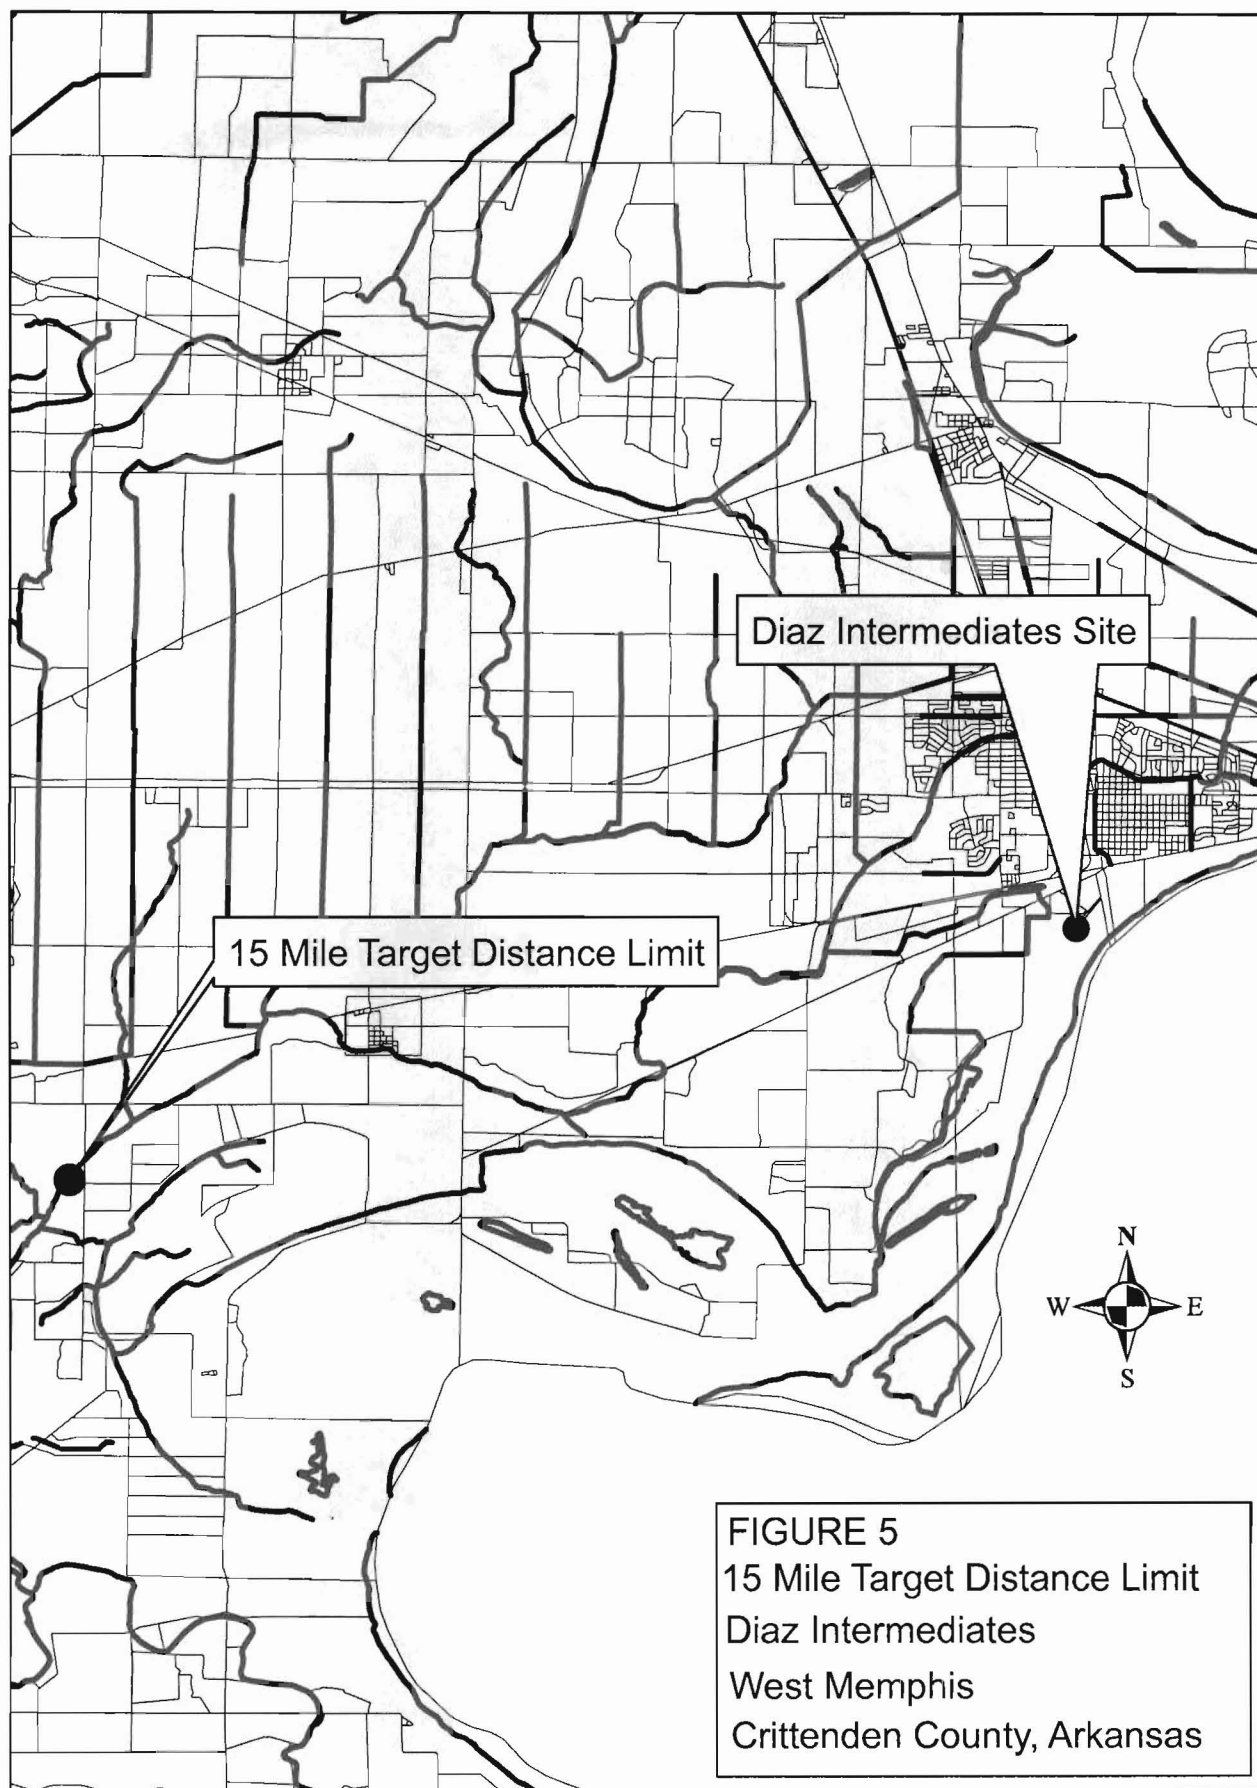 Diaz Intermediates Site
15 Mile Target Distance Limit
N
W E
S
FIGURE 5
15 Mile Target Distance Limit
Diaz Intermediates
West Memphis
Crittenden County, Arkansas